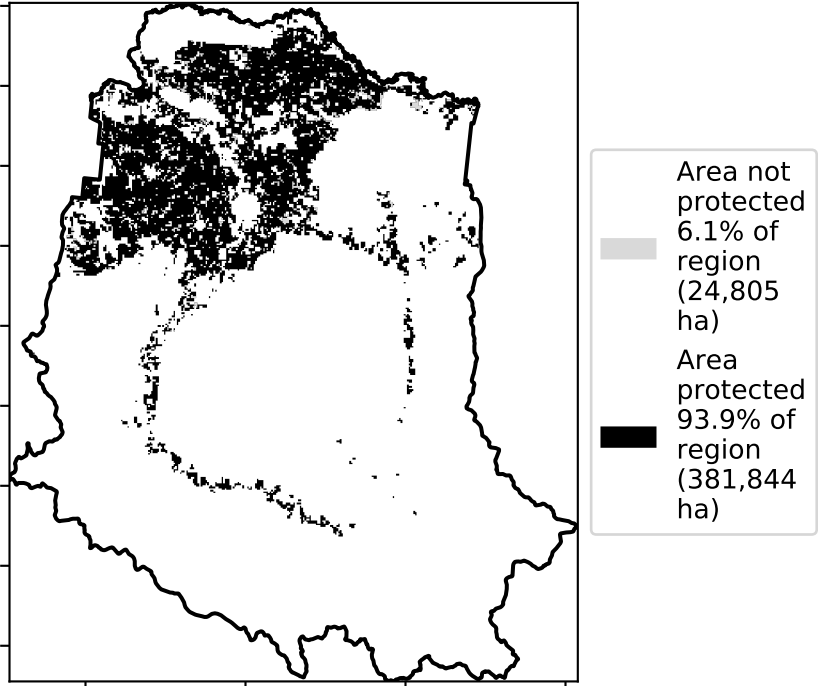 Area not
protected
6.1% of
region
(24,805
ha)
Area
protected
93.9% of
region
(381,844
ha)